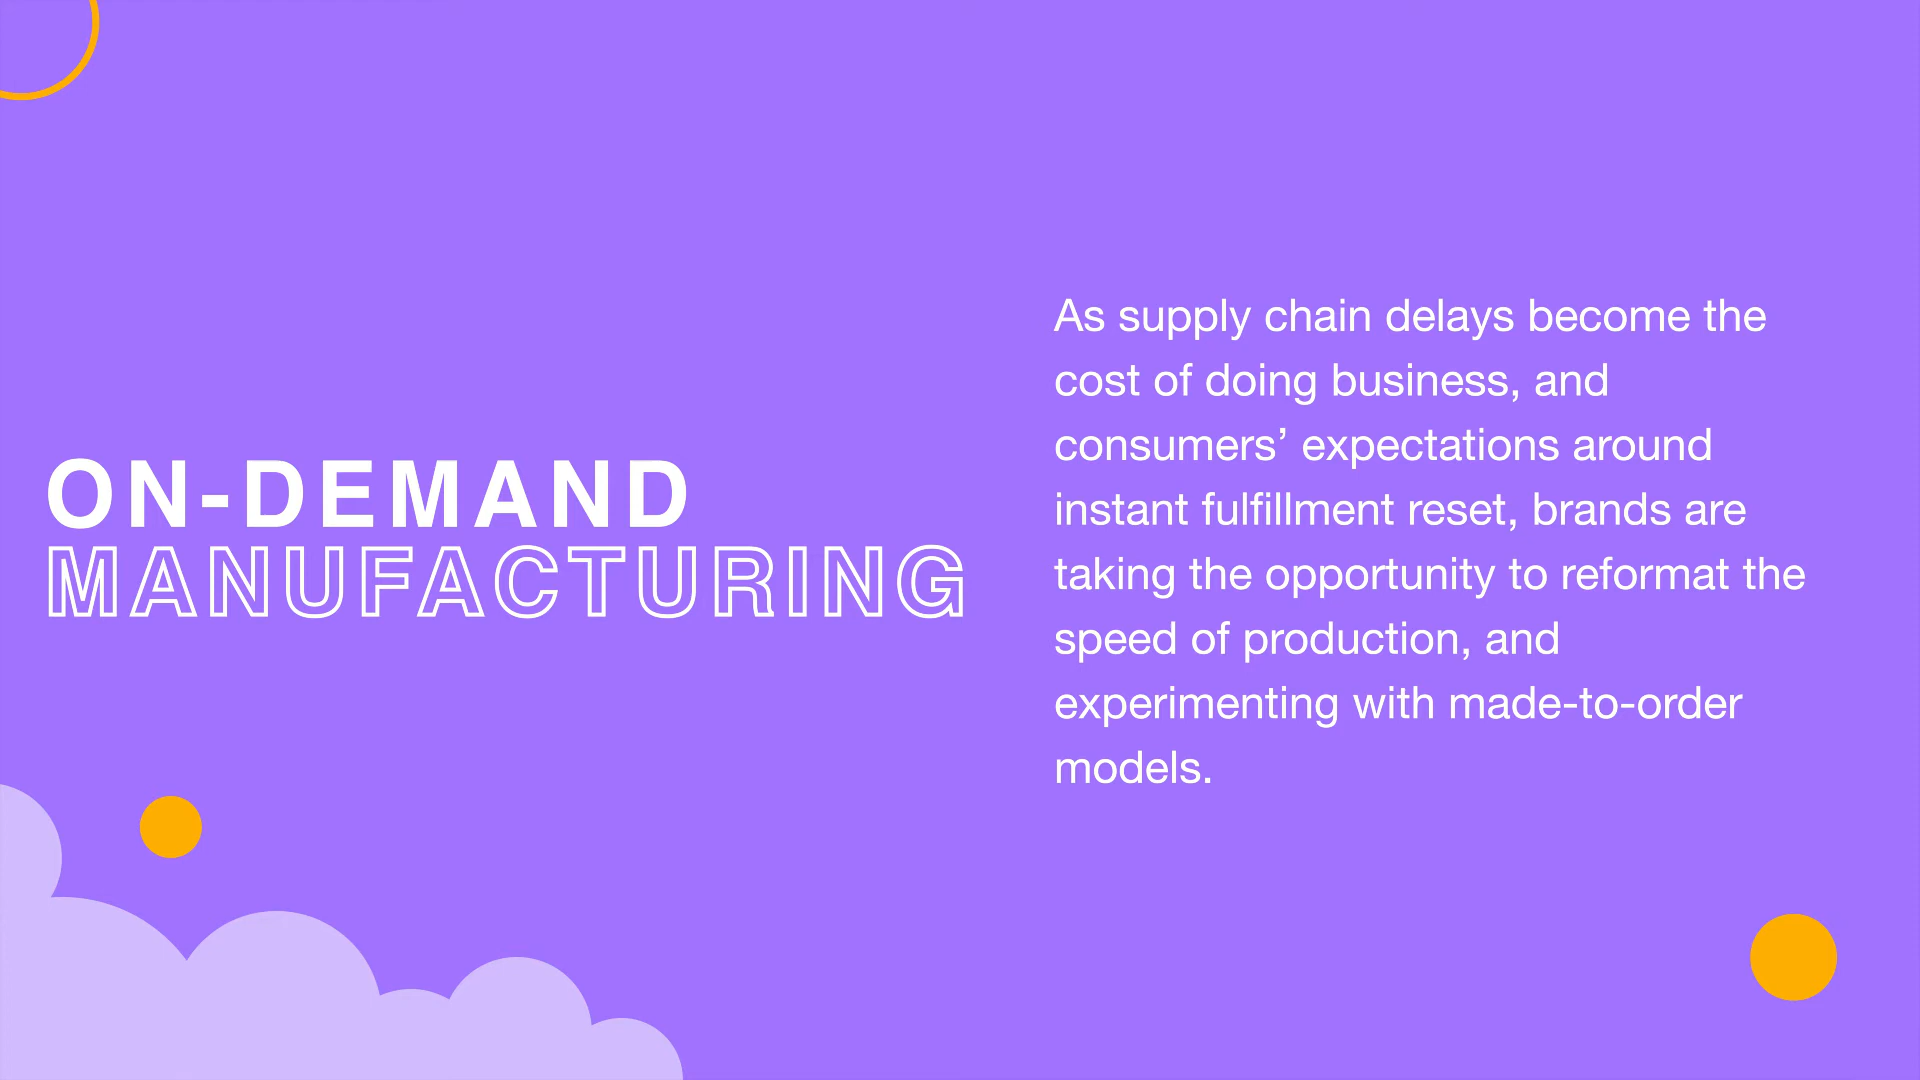 ON-DEMAND
MANUFACTURING
As supply chain delays become the
cost of doing business, and
consumers’ expectations around
instant fulfillment reset, brands are
taking the opportunity to reformat the
speed of production, and
experimenting with made-to-order
models.